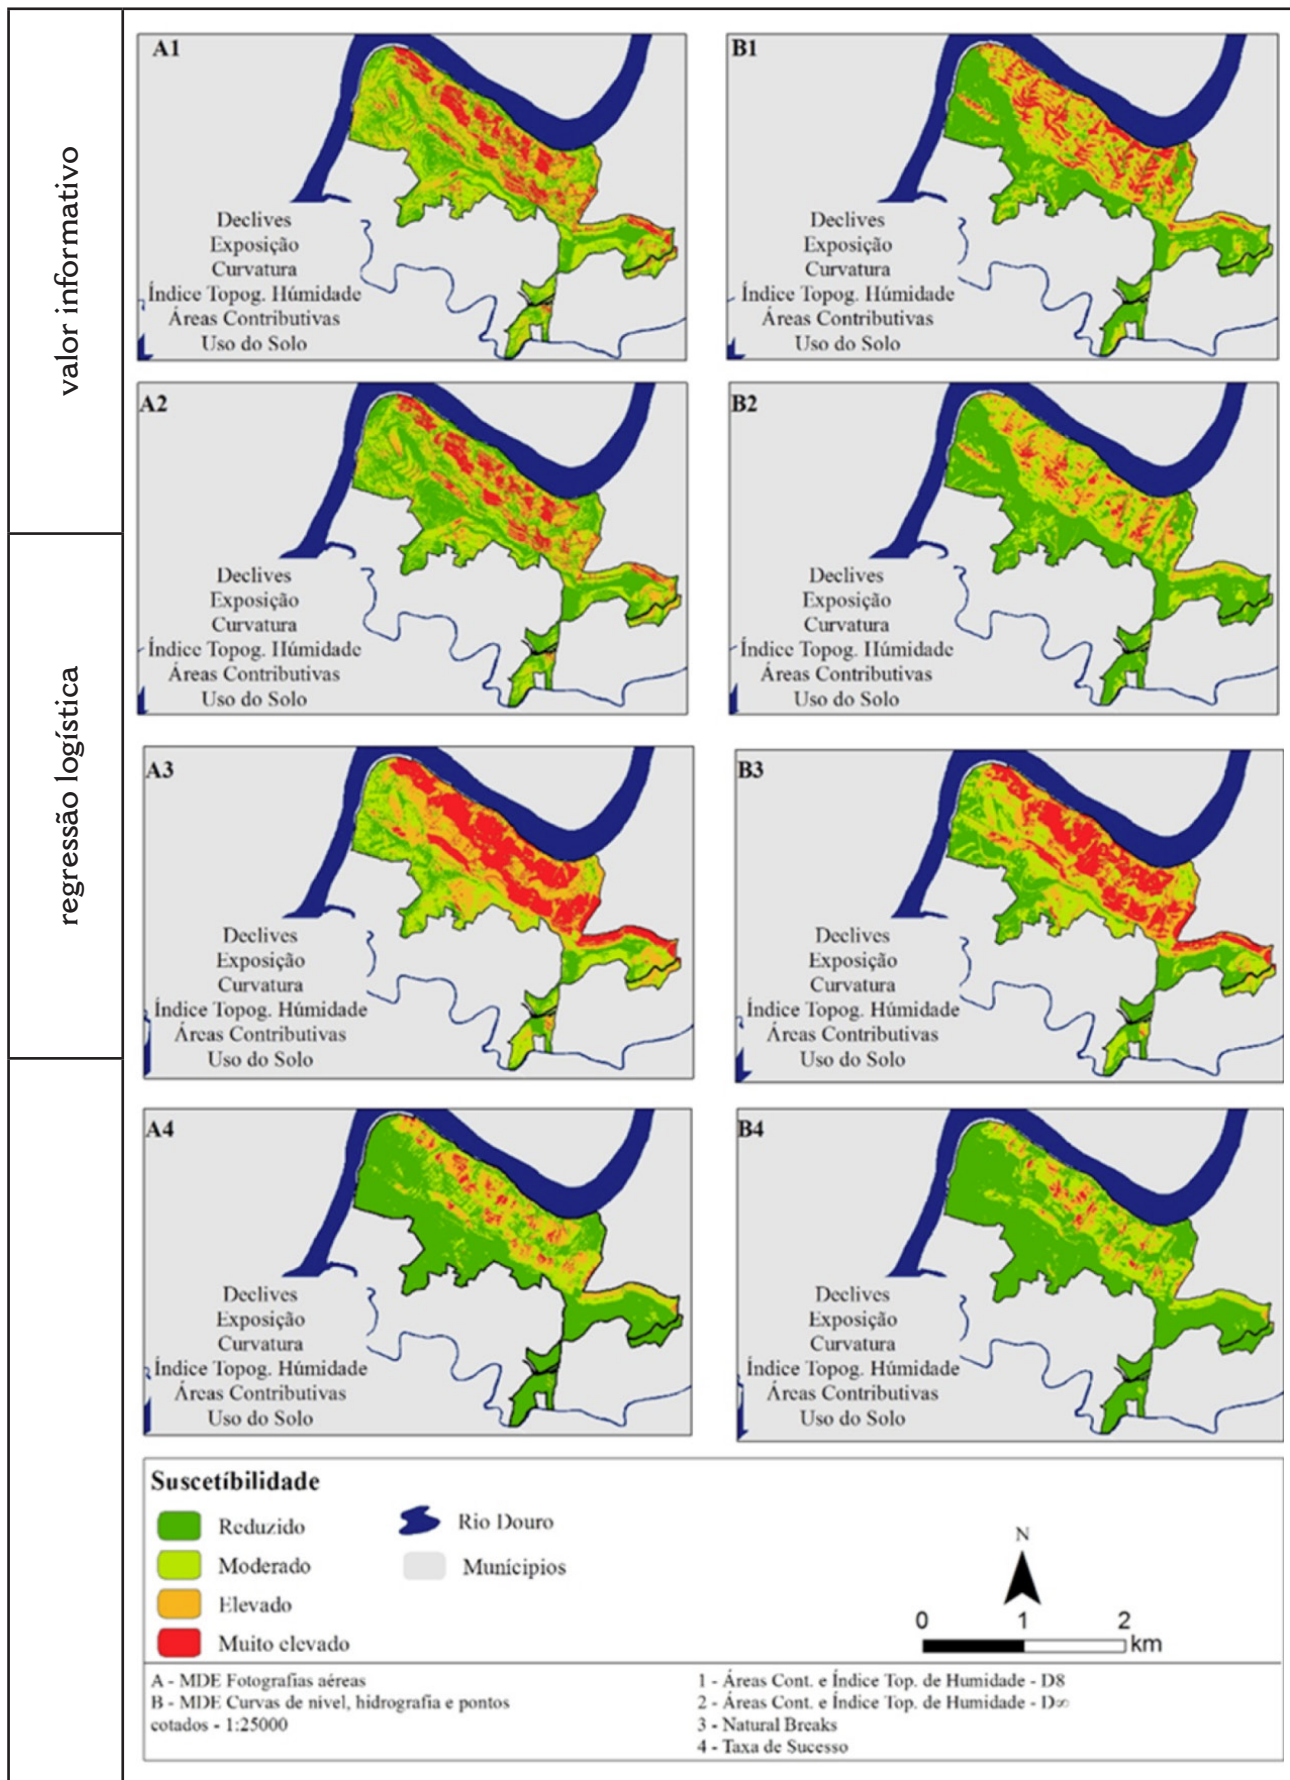 valor informativo
regressão logística
A1
Declives
Exposição
Curvatura
Índice Topog. Húmidade
Áreas Contributivas
Uso do Solo
B1
Declives
Exposição
Curvatura
Índice Topog. Húmidade
Áreas Contributivas
Uso do Solo
A2
Declives
Exposição
Curvatura
Índice Topog. Húmidade
Áreas Contributivas
Uso do Solo
B2
Declives
Exposição
Curvatura
Índice Topog. Húmidade
Áreas Contributivas
Uso do Solo
A3
Declives
Exposição
Curvatura
Índice Topog. Húmidade
Áreas Contributivas
Uso do Solo
B3
Declives
Exposição
Curvatura
Índice Topog. Húmidade
Áreas Contributivas
Uso do Solo
A4
Declives
Exposição
Curvatura
Índice Topog. Húmidade
Áreas Contributivas
Uso do Solo
B4
Declives
Exposição
Curvatura
Índice Topog. Húmidade
Áreas Contributivas
Uso do Solo
Suscetíbilidade
Reduzido
Moderado
Elevado
Muito elevado
Rio Douro
Munícipios
N
0 1 2
km
A - MDE Fotografias aéreas
B - MDE Curvas de nível, hidrografia e pontos
cotados - 1:25000
1 - Áreas Cont. e Índice Top. de Humidade - D8
2 - Áreas Cont. e Índice Top. de Humidade - D∞
3 - Natural Breaks
4 - Taxa de Sucesso